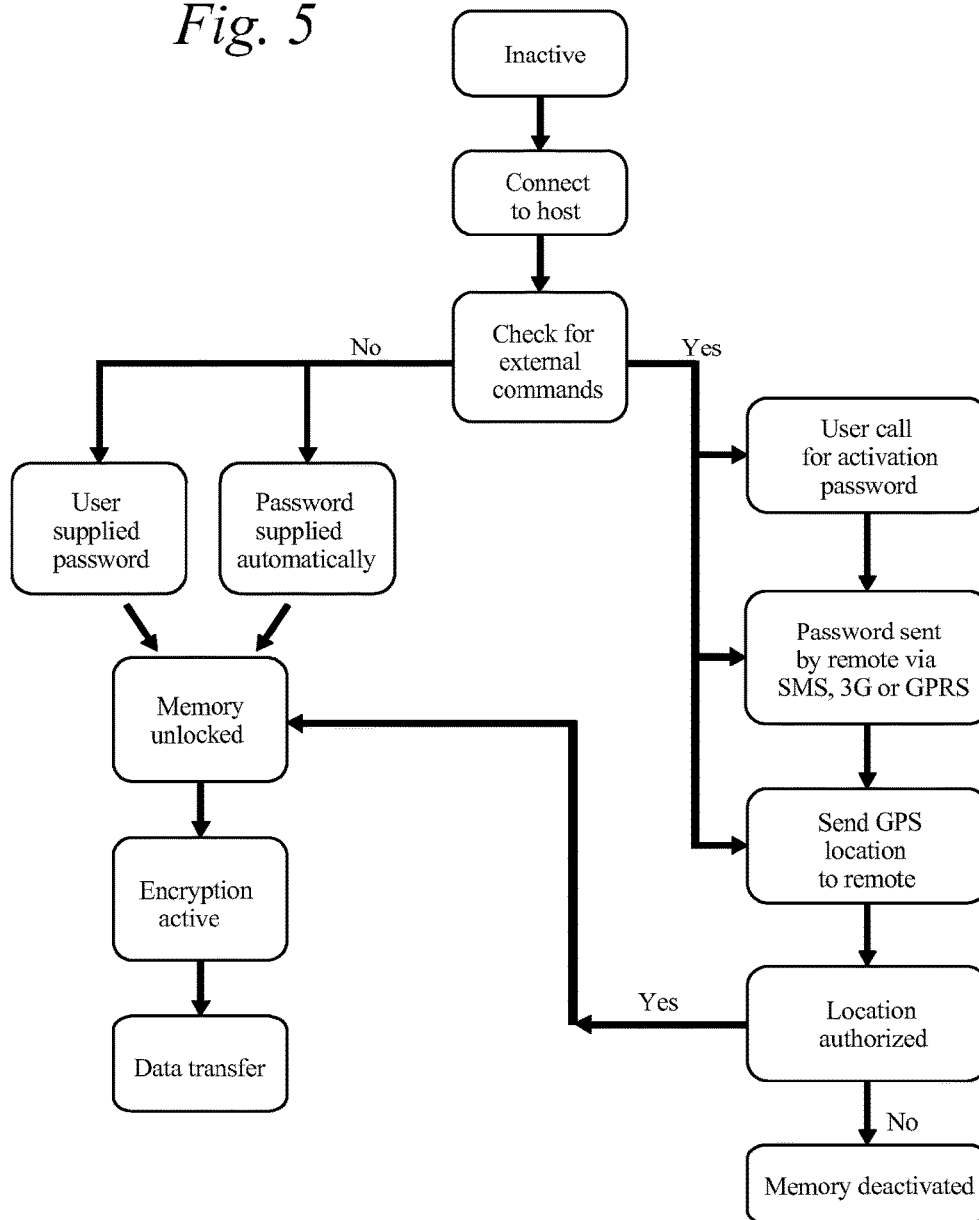 Fig. 5
Inactive
Connect
to host
Check for
external
commands
No
Yes
User
supplied
password
Password
supplied
automatically
User call
for activation
password
Password sent
by remote via
SMS, 3G or GPRS
Memory
unlocked
Send GPS
location
to remote
Encryption
active
Location
authorized
Yes
Data transfer
No
Memory deactivated